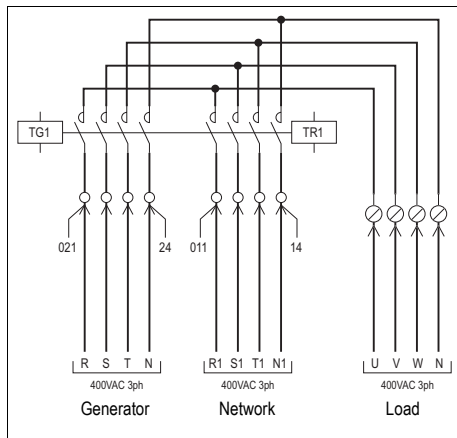 TG1 TR1
021 24 011 14
R S T N R1 S1 T1 N1 U V W N
400VAC 3ph 400VAC 3ph 400VAC 3ph
Generator Network Load